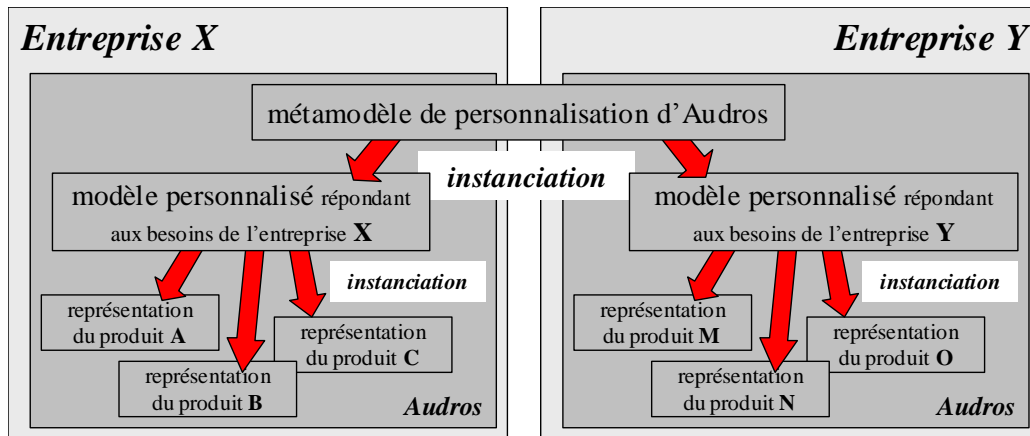 Entreprise X
Entreprise Y
métamodèle de personnalisation d’Audros
instanciation
modèle personnalisé répondant
aux besoins de l’entreprise X
modèle personnalisé répondant
aux besoins de l’entreprise Y
instanciation
instanciation
représentation
du produit A
représentation
du produit C
représentation
du produit B
Audros
représentation
du produit M
représentation
du produit O
représentation
du produit N
Audros